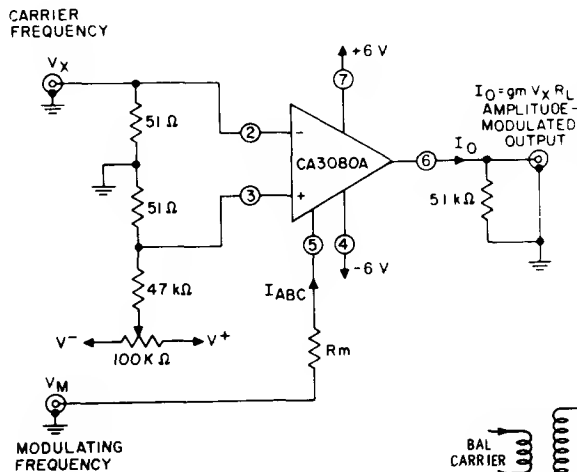 CARRIER
FREQUENCY
VX
51 Ω
51 Ω
47 kΩ
V- V+
100K Ω
VM
MODULATING
FREQUENCY
2
3
-
+
CA3080A
7
+6 V
6
IO
5
4
-6 V
IABC
Rm
IO=gm VX RL
AMPLITUDE-
MODULATED
OUTPUT
51 kΩ
BAL
CARRIER